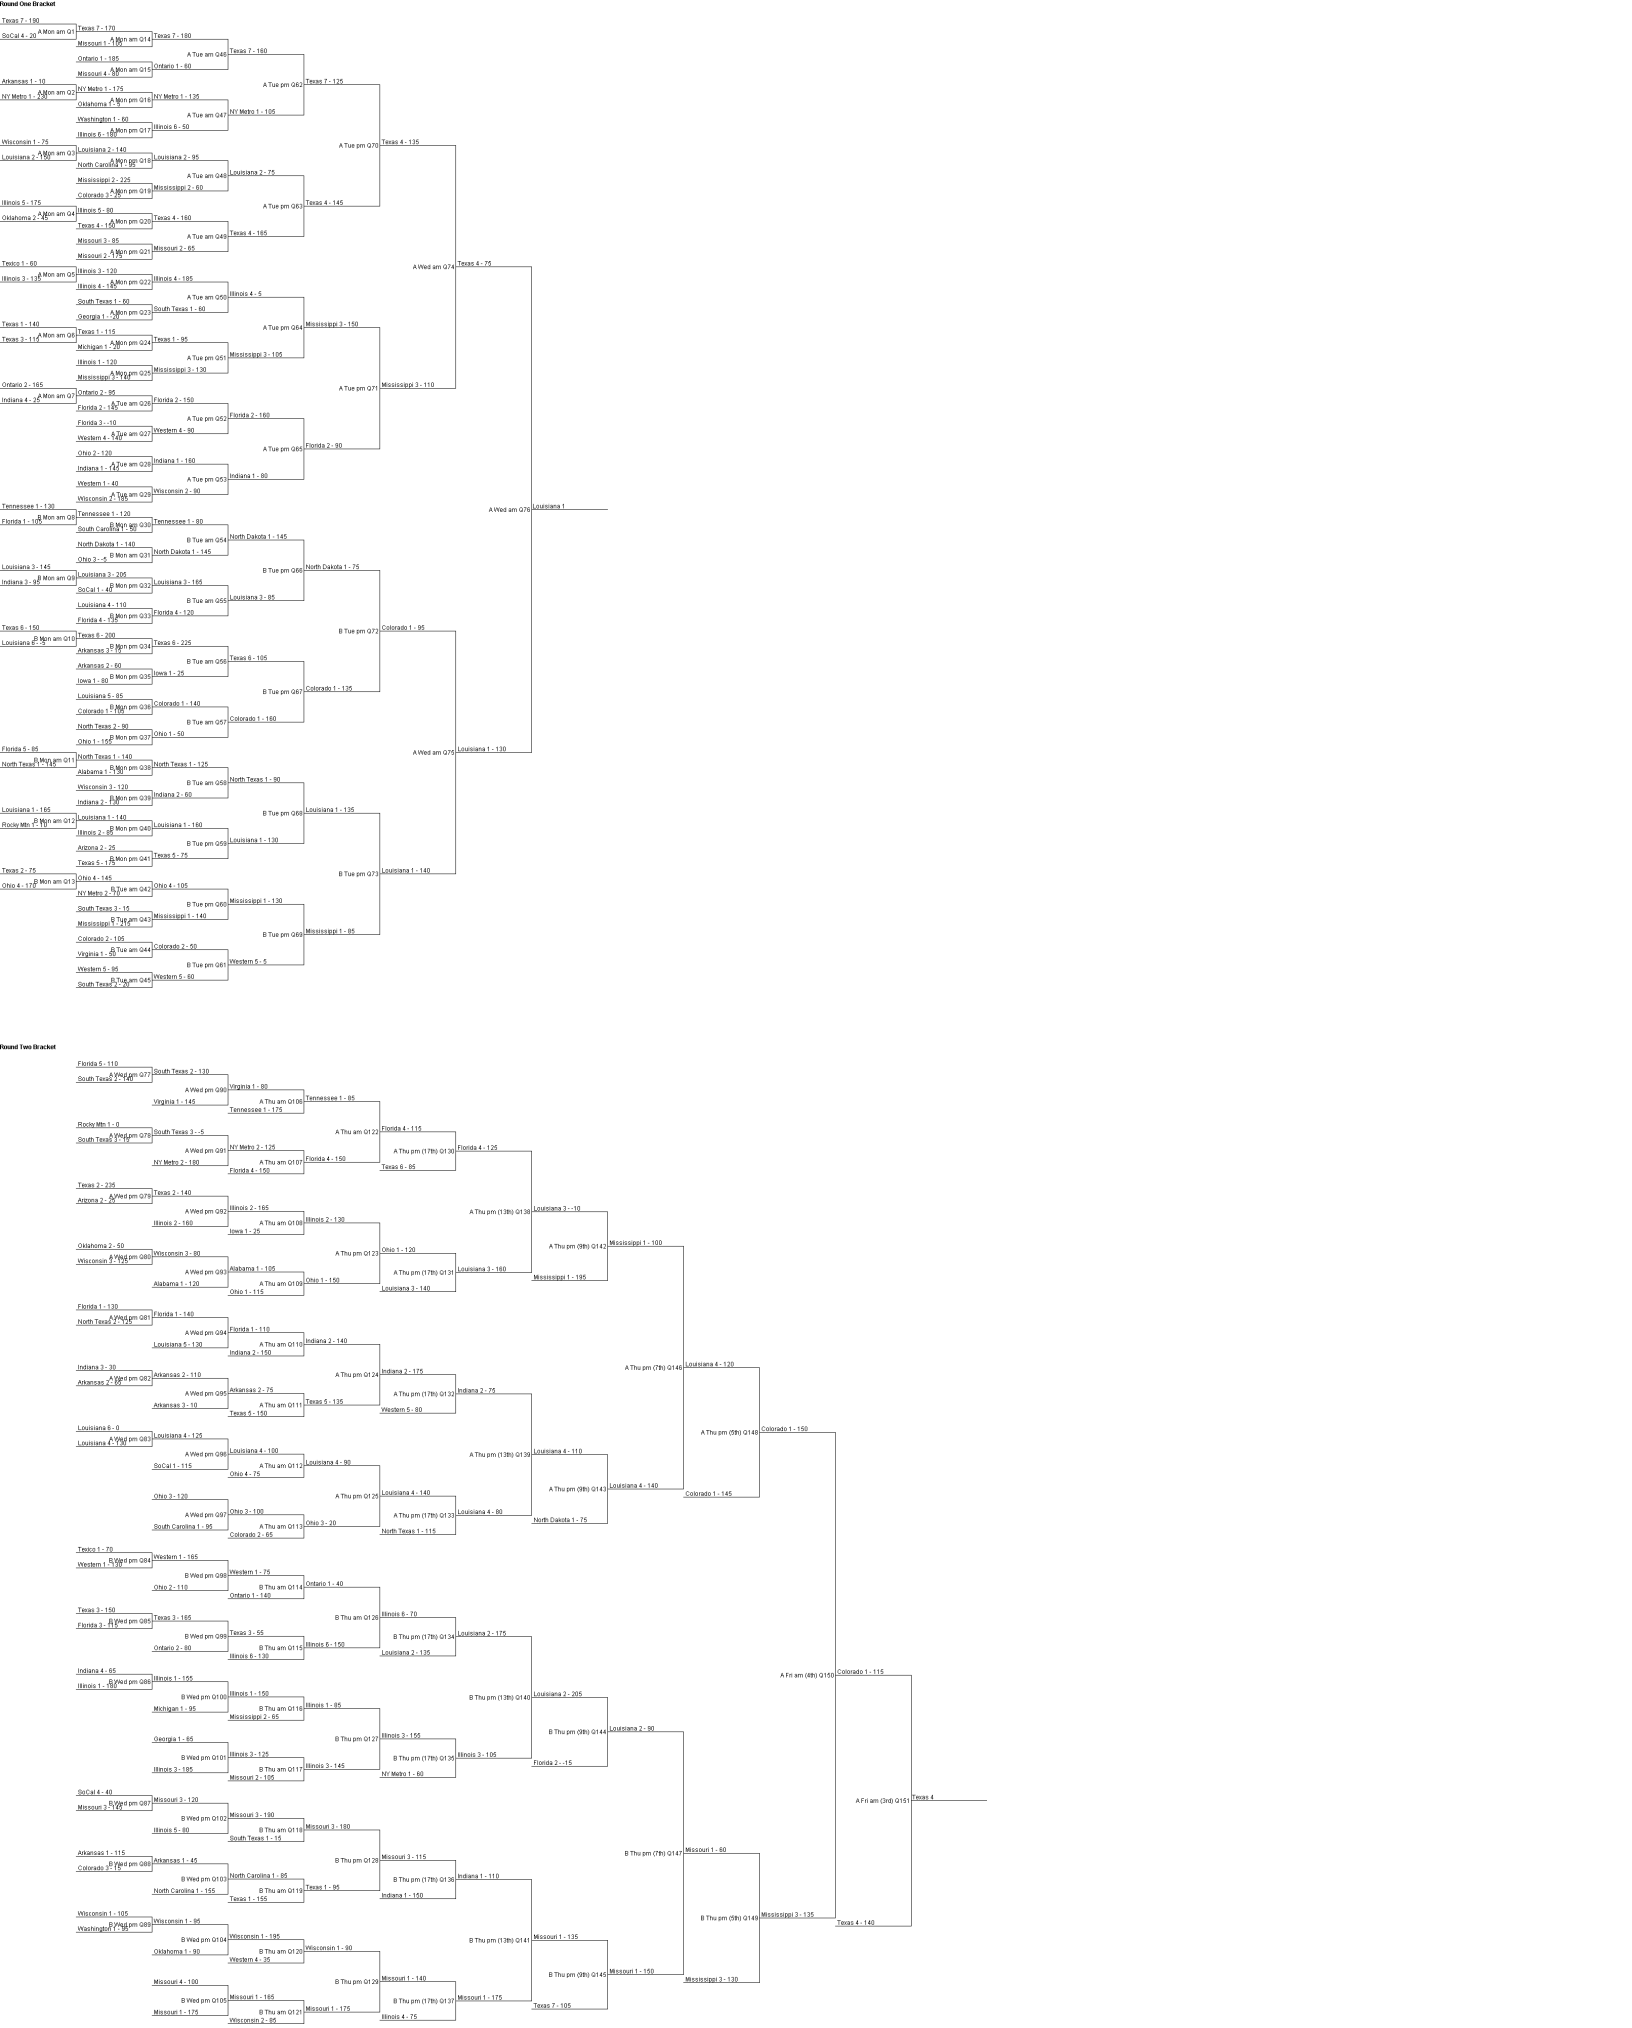 Round One Bracket
Texas 7 - 190
Texas 7 - 170
A Mon am Q1
SoCal 4 - 20
Texas 7 - 180
A Mon am Q14
Missouri 1 - 105
Texas 7 - 160
A Tue am Q46
Ontario 1 - 185
Ontario 1 - 60
A Mon am Q15
Missouri 4 - 80
Arkansas 1 - 10
Texas 7 - 125
A Tue pm Q62
NY Metro 1 - 175
A Mon am Q2
NY Metro 1 - 230
NY Metro 1 - 135
A Mon pm Q16
Oklahoma 1 - 5
NY Metro 1 - 105
A Tue am Q47
Washington 1 - 60
Illinois 6 - 50
A Mon pm Q17
Illinois 6 - 180
Wisconsin 1 - 75
Texas 4 - 135
A Tue pm Q70
Louisiana 2 - 140
A Mon am Q3
Louisiana 2 - 150
Louisiana 2 - 95
A Mon pm Q18
North Carolina 1 - 95
Louisiana 2 - 75
A Tue am Q48
Mississippi 2 - 225
Mississippi 2 - 60
A Mon pm Q19
Colorado 3 - 25
Illinois 5 - 175
Texas 4 - 145
A Tue pm Q63
Illinois 5 - 80
A Mon am Q4
Oklahoma 2 - 45
Texas 4 - 160
A Mon pm Q20
Texas 4 - 150
Texas 4 - 165
A Tue am Q49
Missouri 3 - 85
Missouri 2 - 65
A Mon pm Q21
Missouri 2 - 175
Texico 1 - 60
Texas 4 - 75
A Wed am Q74
Illinois 3 - 120
A Mon am Q5
Illinois 3 - 135
Illinois 4 - 185
A Mon pm Q22
Illinois 4 - 145
Illinois 4 - 5
A Tue am Q50
South Texas 1 - 60
South Texas 1 - 60
A Mon pm Q23
Georgia 1 - -20
Texas 1 - 140
Mississippi 3 - 150
A Tue pm Q64
Texas 1 - 115
A Mon am Q6
Texas 3 - 115
Texas 1 - 95
A Mon pm Q24
Michigan 1 - 20
Mississippi 3 - 105
A Tue pm Q51
Illinois 1 - 120
Mississippi 3 - 130
A Mon pm Q25
Mississippi 3 - 140
Ontario 2 - 165
Mississippi 3 - 110
A Tue pm Q71
Ontario 2 - 95
A Mon am Q7
Indiana 4 - 25
Florida 2 - 150
A Tue am Q26
Florida 2 - 145
Florida 2 - 160
A Tue pm Q52
Florida 3 - -10
Western 4 - 90
A Tue am Q27
Western 4 - 140
Florida 2 - 90
A Tue pm Q65
Ohio 2 - 120
Indiana 1 - 160
A Tue am Q28
Indiana 1 - 145
Indiana 1 - 80
A Tue pm Q53
Western 1 - 40
Wisconsin 2 - 90
A Tue am Q29
Wisconsin 2 - 185
Tennessee 1 - 130
Louisiana 1
A Wed am Q76
Tennessee 1 - 120
B Mon am Q8
Florida 1 - 105
Tennessee 1 - 80
B Mon am Q30
South Carolina 1 - 50
North Dakota 1 - 145
B Tue am Q54
North Dakota 1 - 140
North Dakota 1 - 145
B Mon am Q31
Ohio 3 - -5
Louisiana 3 - 145
North Dakota 1 - 75
B Tue pm Q66
Louisiana 3 - 205
B Mon am Q9
Indiana 3 - 95
Louisiana 3 - 165
B Mon pm Q32
SoCal 1 - 40
Louisiana 3 - 85
B Tue am Q55
Louisiana 4 - 110
Florida 4 - 120
B Mon pm Q33
Florida 4 - 135
Texas 6 - 150
Colorado 1 - 95
B Tue pm Q72
Texas 6 - 200
B Mon am Q10
Louisiana 6 - -5
Texas 6 - 225
B Mon pm Q34
Arkansas 3 - 15
Texas 6 - 105
B Tue am Q56
Arkansas 2 - 60
Iowa 1 - 25
B Mon pm Q35
Iowa 1 - 80
Colorado 1 - 135
B Tue pm Q67
Louisiana 5 - 85
Colorado 1 - 140
B Mon pm Q36
Colorado 1 - 105
Colorado 1 - 160
B Tue am Q57
North Texas 2 - 90
Ohio 1 - 50
B Mon pm Q37
Ohio 1 - 155
Florida 5 - 85
Louisiana 1 - 130
A Wed am Q75
North Texas 1 - 140
B Mon am Q11
North Texas 1 - 145
North Texas 1 - 125
B Mon pm Q38
Alabama 1 - 130
North Texas 1 - 90
B Tue am Q58
Wisconsin 3 - 120
Indiana 2 - 60
B Mon pm Q39
Indiana 2 - 130
Louisiana 1 - 165
Louisiana 1 - 135
B Tue pm Q68
Louisiana 1 - 140
B Mon am Q12
Rocky Mtn 1 - 10
Louisiana 1 - 160
B Mon pm Q40
Illinois 2 - 85
Louisiana 1 - 130
B Tue pm Q59
Arizona 2 - 25
Texas 5 - 75
B Mon pm Q41
Texas 5 - 175
Texas 2 - 75
Louisiana 1 - 140
B Tue pm Q73
Ohio 4 - 145
B Mon am Q13
Ohio 4 - 170
Ohio 4 - 105
B Tue am Q42
NY Metro 2 - 70
Mississippi 1 - 130
B Tue pm Q60
South Texas 3 - 15
Mississippi 1 - 140
B Tue am Q43
Mississippi 1 - 215
Mississippi 1 - 85
B Tue pm Q69
Colorado 2 - 105
Colorado 2 - 50
B Tue am Q44
Virginia 1 - 50
Western 5 - 5
B Tue pm Q61
Western 5 - 95
Western 5 - 60
B Tue am Q45
South Texas 2 - 20
Round Two Bracket
Florida 5 - 110
South Texas 2 - 130
A Wed pm Q77
South Texas 2 - 140
Virginia 1 - 80
A Wed pm Q90
Tennessee 1 - 85
A Thu am Q106
Virginia 1 - 145
Tennessee 1 - 175
Rocky Mtn 1 - 0
Florida 4 - 115
A Thu am Q122
South Texas 3 - -5
A Wed pm Q78
South Texas 3 - 15
NY Metro 2 - 125
A Wed pm Q91
Florida 4 - 125
A Thu pm (17th) Q130
Florida 4 - 150
A Thu am Q107
NY Metro 2 - 180
Texas 6 - 85
Florida 4 - 150
Texas 2 - 235
Texas 2 - 140
A Wed pm Q79
Arizona 2 - 25
Illinois 2 - 165
A Wed pm Q92
Louisiana 3 - -10
A Thu pm (13th) Q138
Illinois 2 - 130
A Thu am Q108
Illinois 2 - 160
Iowa 1 - 25
Mississippi 1 - 100
A Thu pm (9th) Q142
Oklahoma 2 - 50
Ohio 1 - 120
A Thu pm Q123
Wisconsin 3 - 80
A Wed pm Q80
Wisconsin 3 - 125
Alabama 1 - 105
A Wed pm Q93
Louisiana 3 - 160
A Thu pm (17th) Q131
Mississippi 1 - 195
Ohio 1 - 150
A Thu am Q109
Alabama 1 - 120
Louisiana 3 - 140
Ohio 1 - 115
Florida 1 - 130
Florida 1 - 140
A Wed pm Q81
North Texas 2 - 125
Florida 1 - 110
A Wed pm Q94
Indiana 2 - 140
A Thu am Q110
Louisiana 5 - 130
Indiana 2 - 150
Louisiana 4 - 120
A Thu pm (7th) Q146
Indiana 3 - 30
Indiana 2 - 175
A Thu pm Q124
Arkansas 2 - 110
A Wed pm Q82
Arkansas 2 - 65
Arkansas 2 - 75
A Wed pm Q95
Indiana 2 - 75
A Thu pm (17th) Q132
Texas 5 - 135
A Thu am Q111
Arkansas 3 - 10
Western 5 - 80
Texas 5 - 150
Louisiana 6 - 0
Colorado 1 - 150
A Thu pm (5th) Q148
Louisiana 4 - 125
A Wed pm Q83
Louisiana 4 - 130
Louisiana 4 - 100
A Wed pm Q96
Louisiana 4 - 110
A Thu pm (13th) Q139
Louisiana 4 - 90
A Thu am Q112
SoCal 1 - 115
Ohio 4 - 75
Louisiana 4 - 140
A Thu pm (9th) Q143
Colorado 1 - 145
Ohio 3 - 120
Louisiana 4 - 140
A Thu pm Q125
Ohio 3 - 100
A Wed pm Q97
Louisiana 4 - 80
A Thu pm (17th) Q133
North Dakota 1 - 75
Ohio 3 - 20
A Thu am Q113
South Carolina 1 - 95
North Texas 1 - 115
Colorado 2 - 65
Texico 1 - 70
Western 1 - 165
B Wed pm Q84
Western 1 - 130
Western 1 - 75
B Wed pm Q98
Ontario 1 - 40
B Thu am Q114
Ohio 2 - 110
Ontario 1 - 140
Texas 3 - 150
Illinois 6 - 70
B Thu am Q126
Texas 3 - 165
B Wed pm Q85
Florida 3 - 115
Texas 3 - 55
B Wed pm Q99
Louisiana 2 - 175
B Thu pm (17th) Q134
Illinois 6 - 150
B Thu am Q115
Ontario 2 - 80
Louisiana 2 - 135
Illinois 6 - 130
Indiana 4 - 65
Colorado 1 - 115
A Fri am (4th) Q150
Illinois 1 - 155
B Wed pm Q86
Illinois 1 - 180
Illinois 1 - 150
B Wed pm Q100
Louisiana 2 - 205
B Thu pm (13th) Q140
Illinois 1 - 85
B Thu am Q116
Michigan 1 - 95
Mississippi 2 - 65
Louisiana 2 - 90
B Thu pm (9th) Q144
Georgia 1 - 65
Illinois 3 - 155
B Thu pm Q127
Illinois 3 - 125
B Wed pm Q101
Illinois 3 - 105
B Thu pm (17th) Q135
Florida 2 - -15
Illinois 3 - 145
B Thu am Q117
Illinois 3 - 185
NY Metro 1 - 60
Missouri 2 - 105
SoCal 4 - 40
Texas 4
A Fri am (3rd) Q151
Missouri 3 - 120
B Wed pm Q87
Missouri 3 - 145
Missouri 3 - 190
B Wed pm Q102
Missouri 3 - 180
B Thu am Q118
Illinois 5 - 80
South Texas 1 - 15
Missouri 1 - 60
B Thu pm (7th) Q147
Arkansas 1 - 115
Missouri 3 - 115
B Thu pm Q128
Arkansas 1 - 45
B Wed pm Q88
Colorado 3 - 15
North Carolina 1 - 85
B Wed pm Q103
Indiana 1 - 110
B Thu pm (17th) Q136
Texas 1 - 95
B Thu am Q119
North Carolina 1 - 155
Indiana 1 - 150
Texas 1 - 155
Wisconsin 1 - 105
Mississippi 3 - 135
B Thu pm (5th) Q149
Wisconsin 1 - 95
B Wed pm Q89
Texas 4 - 140
Washington 1 - 95
Wisconsin 1 - 195
B Wed pm Q104
Missouri 1 - 135
B Thu pm (13th) Q141
Wisconsin 1 - 90
B Thu am Q120
Oklahoma 1 - 90
Western 4 - 35
Missouri 1 - 150
B Thu pm (9th) Q145
Mississippi 3 - 130
Missouri 4 - 100
Missouri 1 - 140
B Thu pm Q129
Missouri 1 - 165
B Wed pm Q105
Missouri 1 - 175
B Thu pm (17th) Q137
Texas 7 - 105
Missouri 1 - 175
B Thu am Q121
Missouri 1 - 175
Illinois 4 - 75
Wisconsin 2 - 85